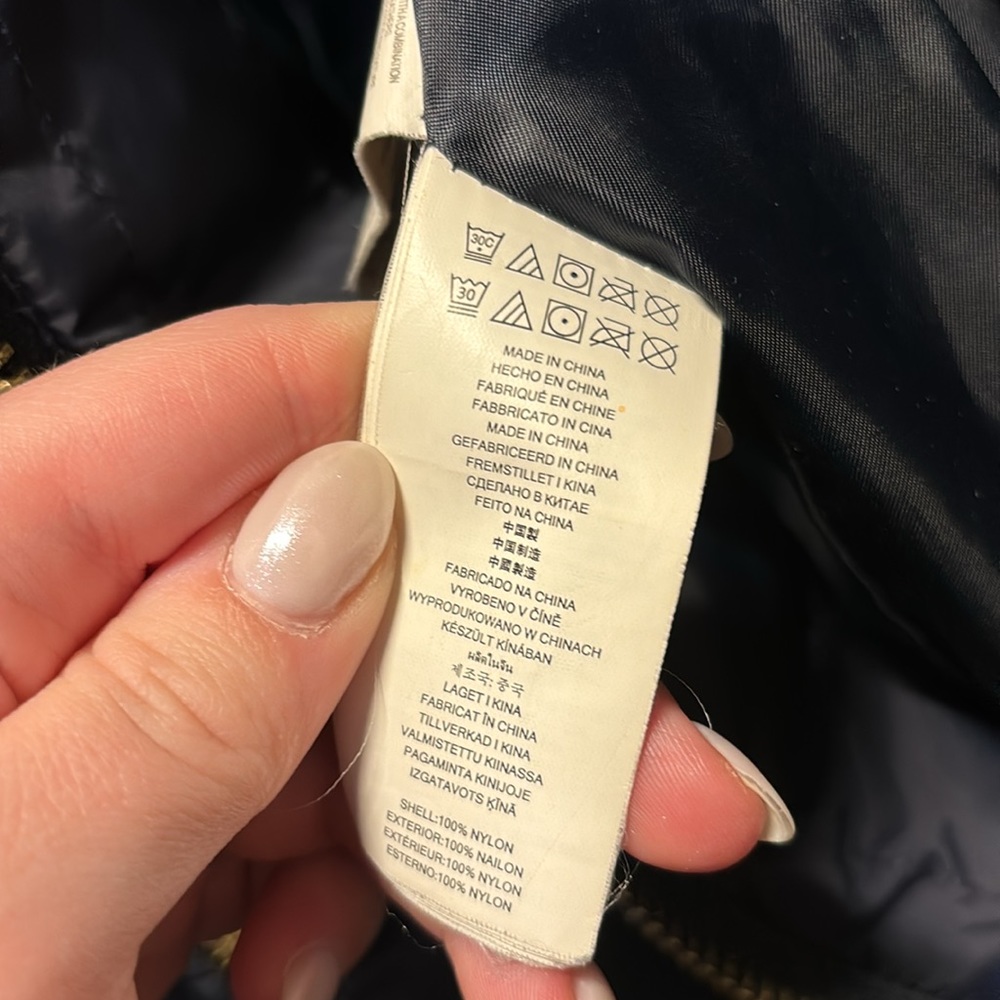 30C
30
MADE IN CHINA
HECHO EN CHINA
FABRIQUÉ EN CHINE
FABBRICATO IN CINA
MADE IN CHINA
GEFABRICEERD IN CHINA
FREMSTILLET I KINA
СДЕЛАНО В КИТАЕ
FEITO NA CHINA
中国製
中国制造
中國製造
FABRICADO NA CHINA
VYROBENO V ČÍNĚ
WYPRODUKOWANO W CHINACH
KÉSZÜLT KÍNÁBAN
ผลิตในจีน
제조국: 중국
LAGET I KINA
FABRICAT ÎN CHINA
TILLVERKAD I KINA
VALMISTETTU KIINASSA
PAGAMINTA KINIJOJE
IZGATAVOTS ĶĪNĀ
SHELL:100% NYLON
EXTERIOR:100% NAILON
EXTÉRIEUR:100% NYLON
ESTERNO:100% NYLON